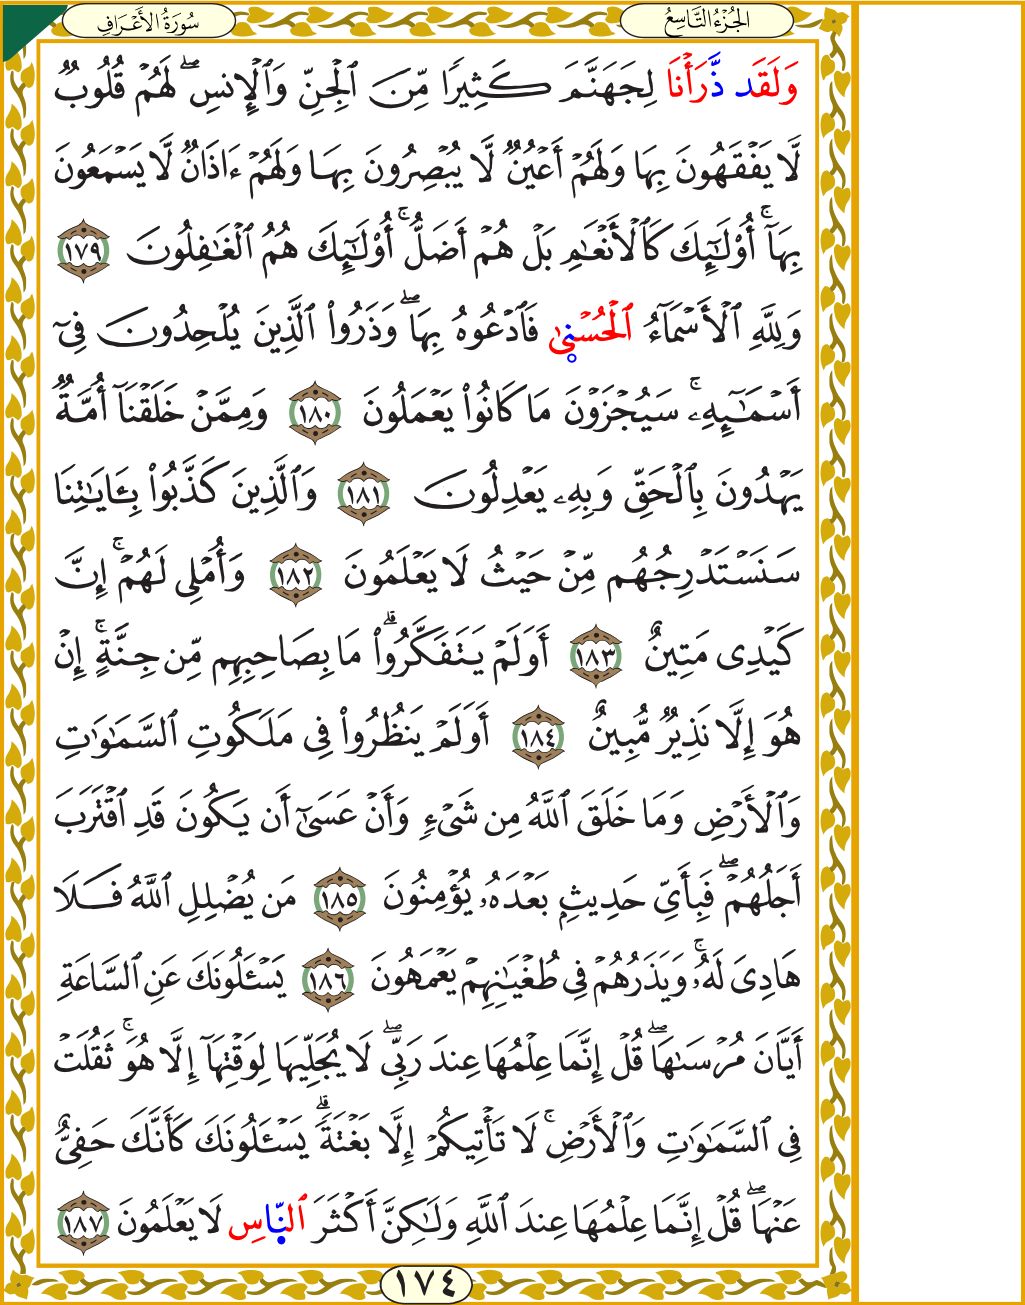 الجُزْءُ التَّاسِعُ
سُورَةُ الأَعْرَافِ
وَلَقَد ذَّرَأْنَا لِجَهَنَّمَ كَثِيرًا مِّنَ ٱلْجِنِّ وَٱلْإِنسِ ۖ لَهُمْ قُلُوبٌ
لَّا يَفْقَهُونَ بِهَا وَلَهُمْ أَعْيُنٌ لَّا يُبْصِرُونَ بِهَا وَلَهُمْ ءَاذَانٌ لَّا يَسْمَعُونَ
بِهَآ ۚ أُو۟لَـٰٓئِكَ كَٱلْأَنْعَـٰمِ بَلْ هُمْ أَضَلُّ ۚ أُو۟لَـٰٓئِكَ هُمُ ٱلْغَـٰفِلُونَ ١٧٩
وَلِلَّهِ ٱلْأَسْمَآءُ ٱلْحُسْنِىٰ فَٱدْعُوهُ بِهَا ۖ وَذَرُوا۟ ٱلَّذِينَ يُلْحِدُونَ فِىٓ
أَسْمَـٰٓئِهِۦ ۚ سَيُجْزَوْنَ مَا كَانُوا۟ يَعْمَلُونَ ١٨٠ وَمِمَّنْ خَلَقْنَآ أُمَّةٌ
يَهْدُونَ بِٱلْحَقِّ وَبِهِۦ يَعْدِلُونَ ١٨١ وَٱلَّذِينَ كَذَّبُوا۟ بِـَٔايَـٰتِنَا
سَنَسْتَدْرِجُهُم مِّنْ حَيْثُ لَا يَعْلَمُونَ ١٨٢ وَأُمْلِى لَهُمْ ۚ إِنَّ
كَيْدِى مَتِينٌ ١٨٣ أَوَلَمْ يَتَفَكَّرُوا۟ ۗ مَا بِصَاحِبِهِم مِّن جِنَّةٍ ۚ إِنْ
هُوَ إِلَّا نَذِيرٌ مُّبِينٌ ١٨٤ أَوَلَمْ يَنظُرُوا۟ فِى مَلَكُوتِ ٱلسَّمَـٰوَٰتِ
وَٱلْأَرْضِ وَمَا خَلَقَ ٱللَّهُ مِن شَىْءٍ وَأَنْ عَسَىٰٓ أَن يَكُونَ قَدِ ٱقْتَرَبَ
أَجَلُهُمْ ۖ فَبِأَىِّ حَدِيثٍۭ بَعْدَهُۥ يُؤْمِنُونَ ١٨٥ مَن يُضْلِلِ ٱللَّهُ فَلَا
هَادِىَ لَهُۥ ۚ وَيَذَرُهُمْ فِى طُغْيَـٰنِهِمْ يَعْمَهُونَ ١٨٦ يَسْـَٔلُونَكَ عَنِ ٱلسَّاعَةِ
أَيَّانَ مُرْسَىٰهَا ۖ قُلْ إِنَّمَا عِلْمُهَا عِندَ رَبِّى ۖ لَا يُجَلِّيهَا لِوَقْتِهَآ إِلَّا هُوَ ۚ ثَقُلَتْ
فِى ٱلسَّمَـٰوَٰتِ وَٱلْأَرْضِ ۚ لَا تَأْتِيكُمْ إِلَّا بَغْتَةً ۗ يَسْـَٔلُونَكَ كَأَنَّكَ حَفِىٌّ
عَنْهَا ۖ قُلْ إِنَّمَا عِلْمُهَا عِندَ ٱللَّهِ وَلَـٰكِنَّ أَكْثَرَ ٱلنَّاسِ لَا يَعْلَمُونَ ١٨٧
١٧٤